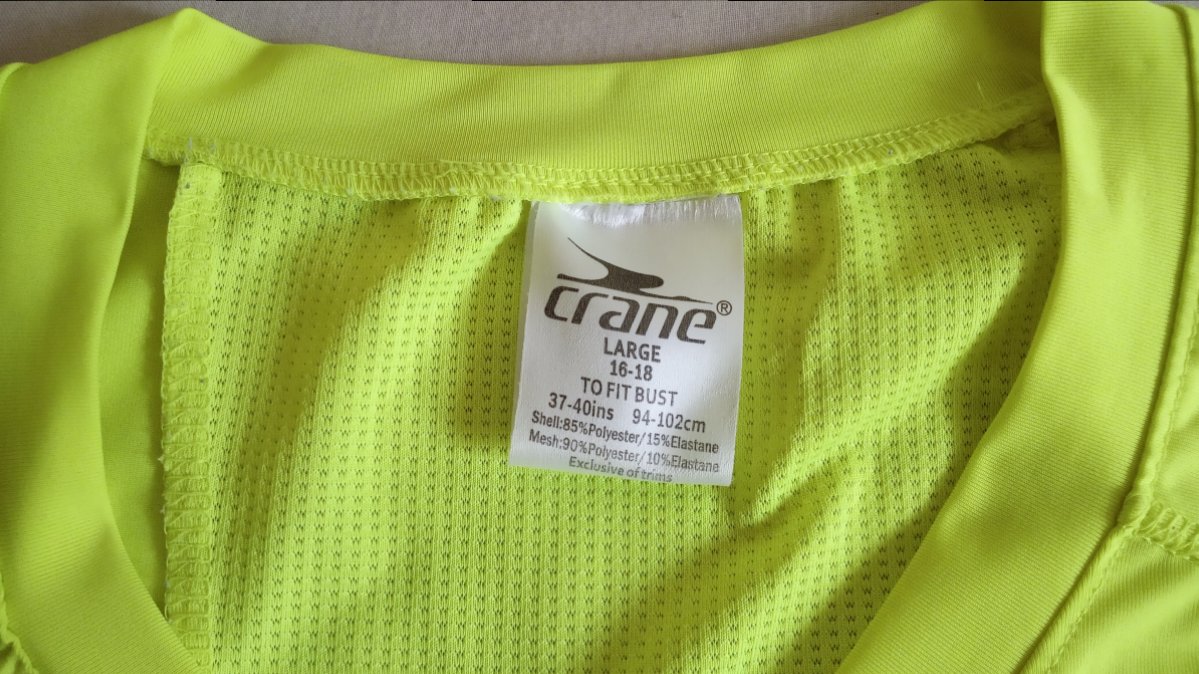 crane®
LARGE
16-18
TO FIT BUST
37-40ins 94-102cm
Shell:85%Polyester/15%Elastane
Mesh:90%Polyester/10%Elastane
Exclusive of trims